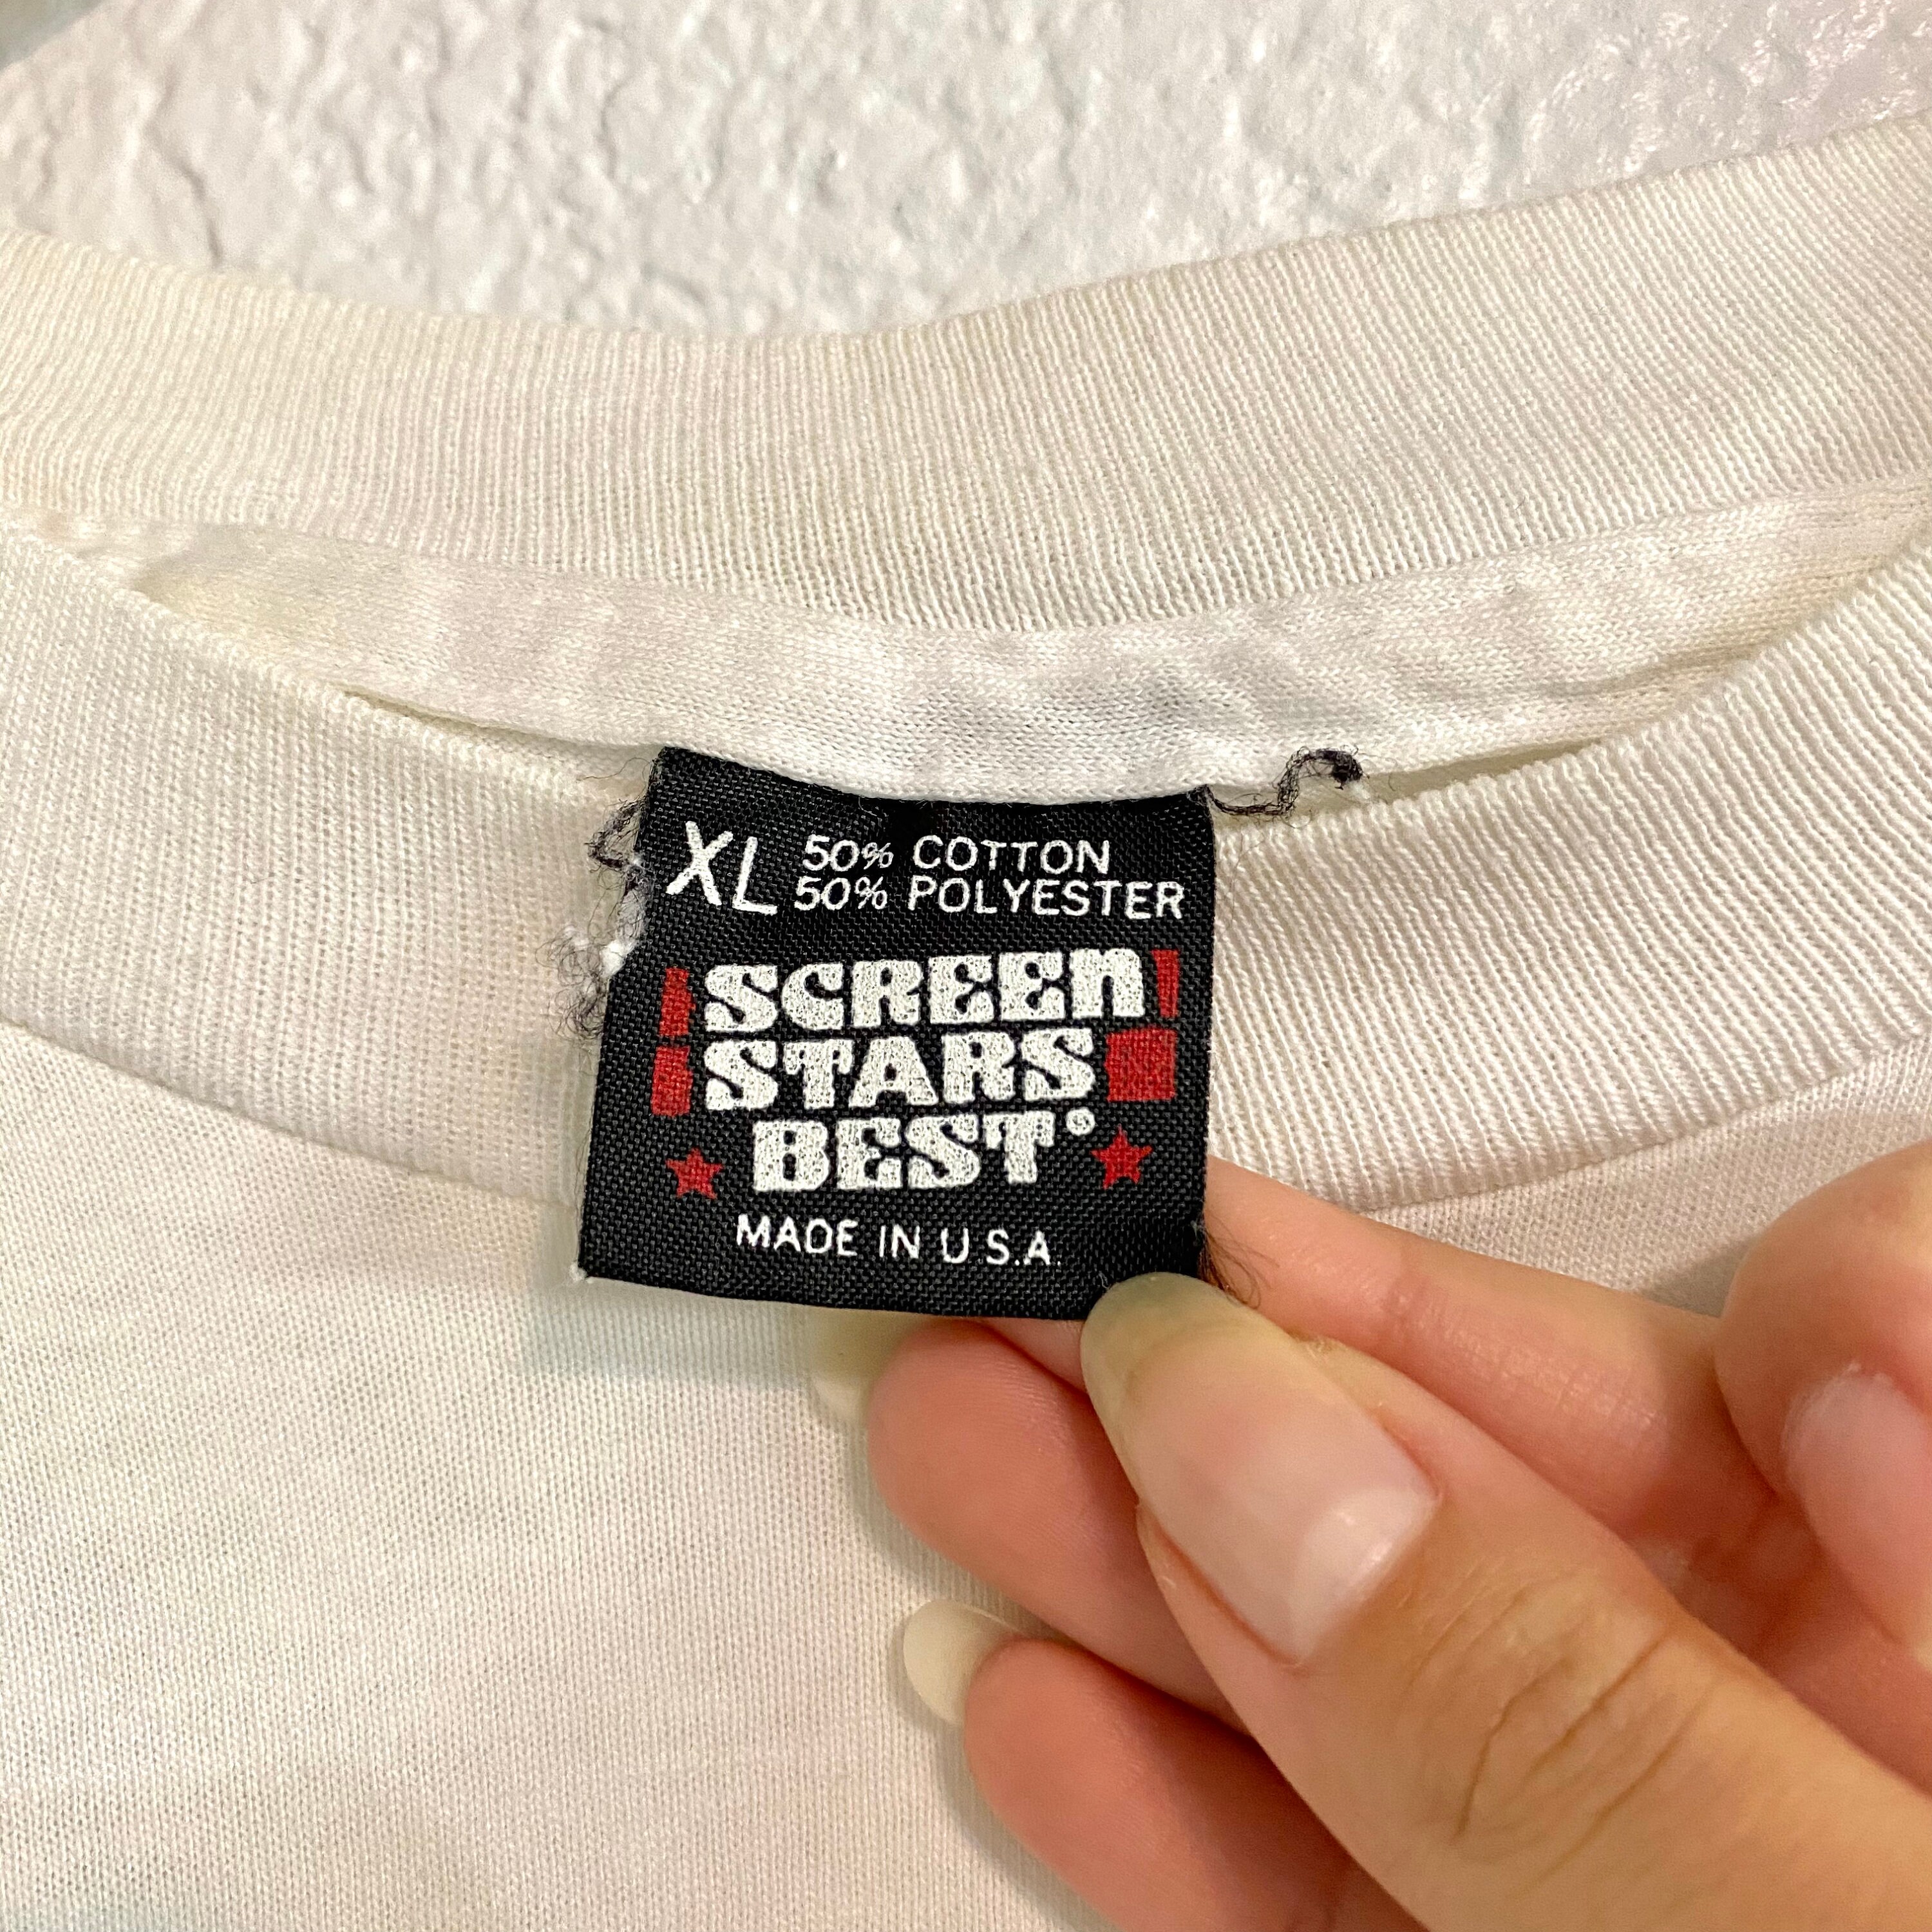 XL 50% COTTON
50% POLYESTER
SCREEN
STARS
BEST®
MADE IN U.S.A.